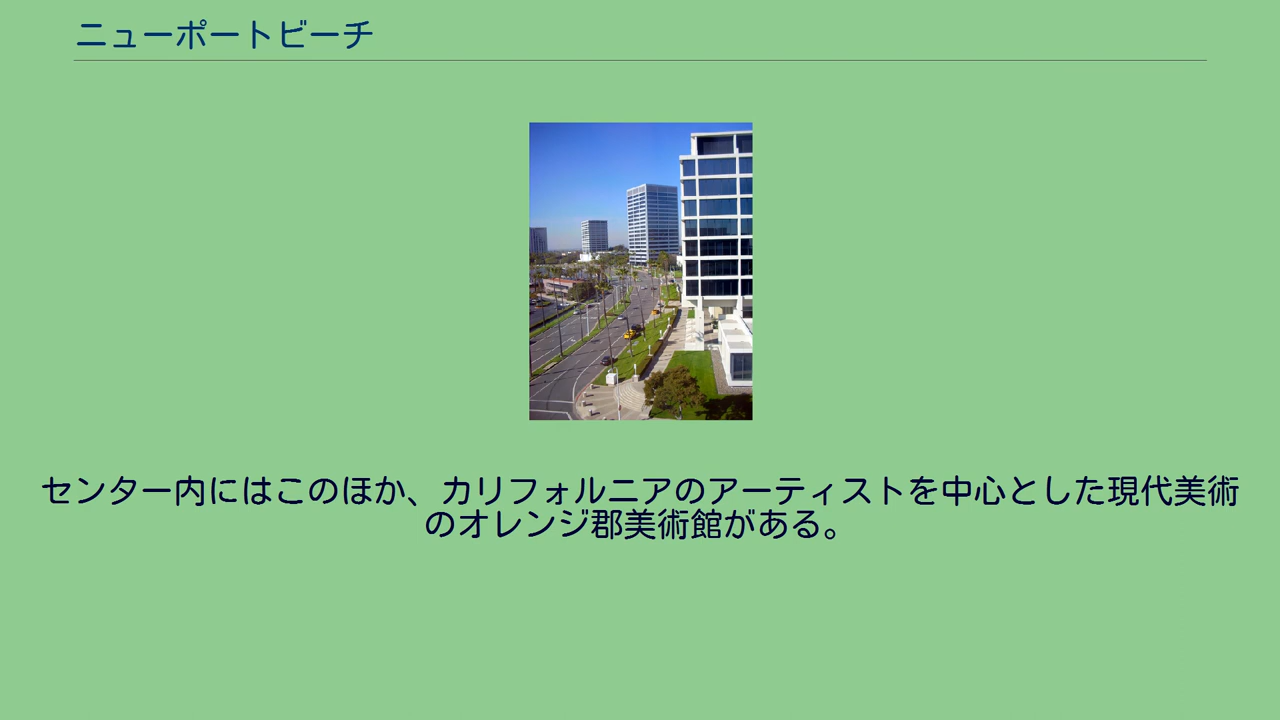 ニューポートビーチ
センター内にはこのほか、カリフォルニアのアーティストを中心とした現代美術
のオレンジ郡美術館がある。